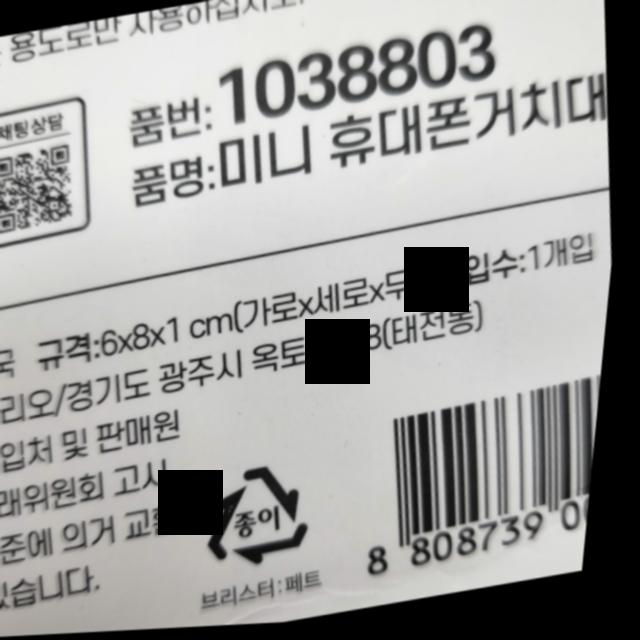 용도로만 사용하십시오.
채팅상담
품번:1038803
품명:미니 휴대폰거치대
규격:6x8x1 cm(가로x세로x 입수:1개입
리오/경기도 광주시 3(태전동)
입처 및 판매원
래위원회
준에 의거
있습니다.
종이
브리스터:페트
8 808739